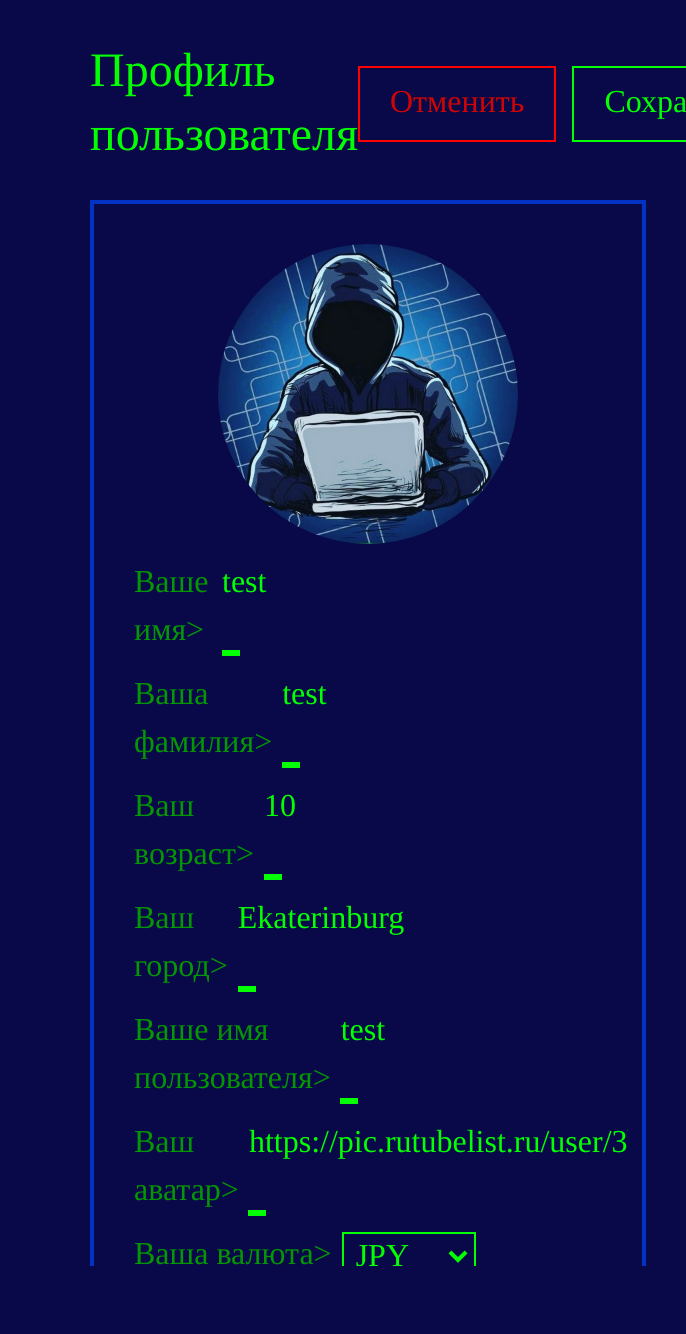 Профиль
пользователя
Отменить
Сохра
Ваше test
имя>
Ваша test
фамилия>
Ваш 10
возраст>
Ваш Ekaterinburg
город>
Ваше имя test
пользователя>
Ваш https://pic.rutubelist.ru/user/3
аватар>
Ваша валюта> JPY